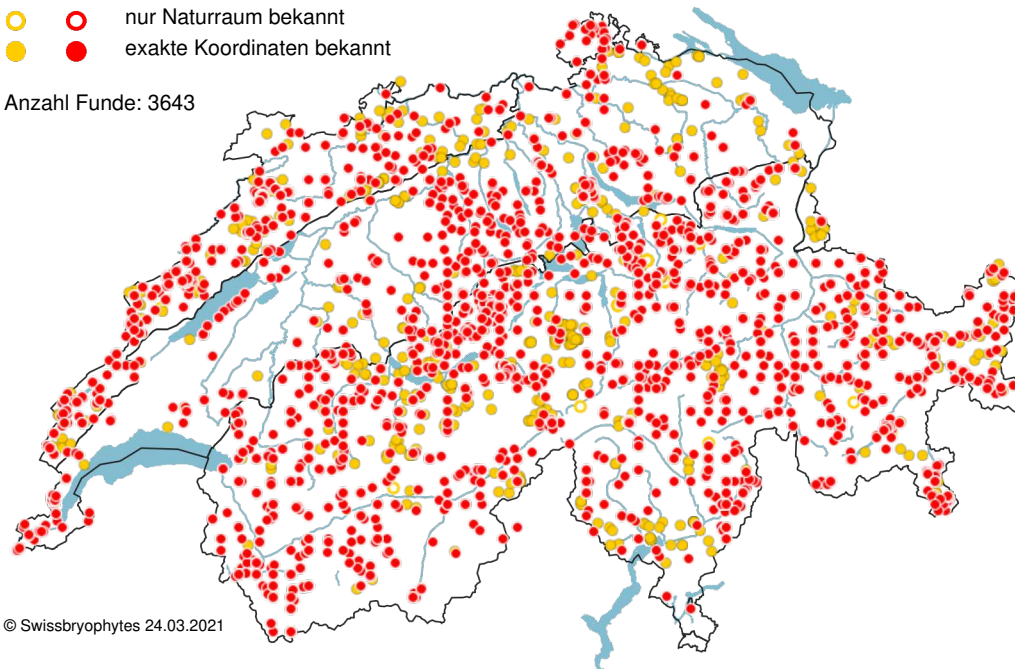 nur Naturraum bekannt
exakte Koordinaten bekannt
Anzahl Funde: 3643
© Swissbryophytes 24.03.2021